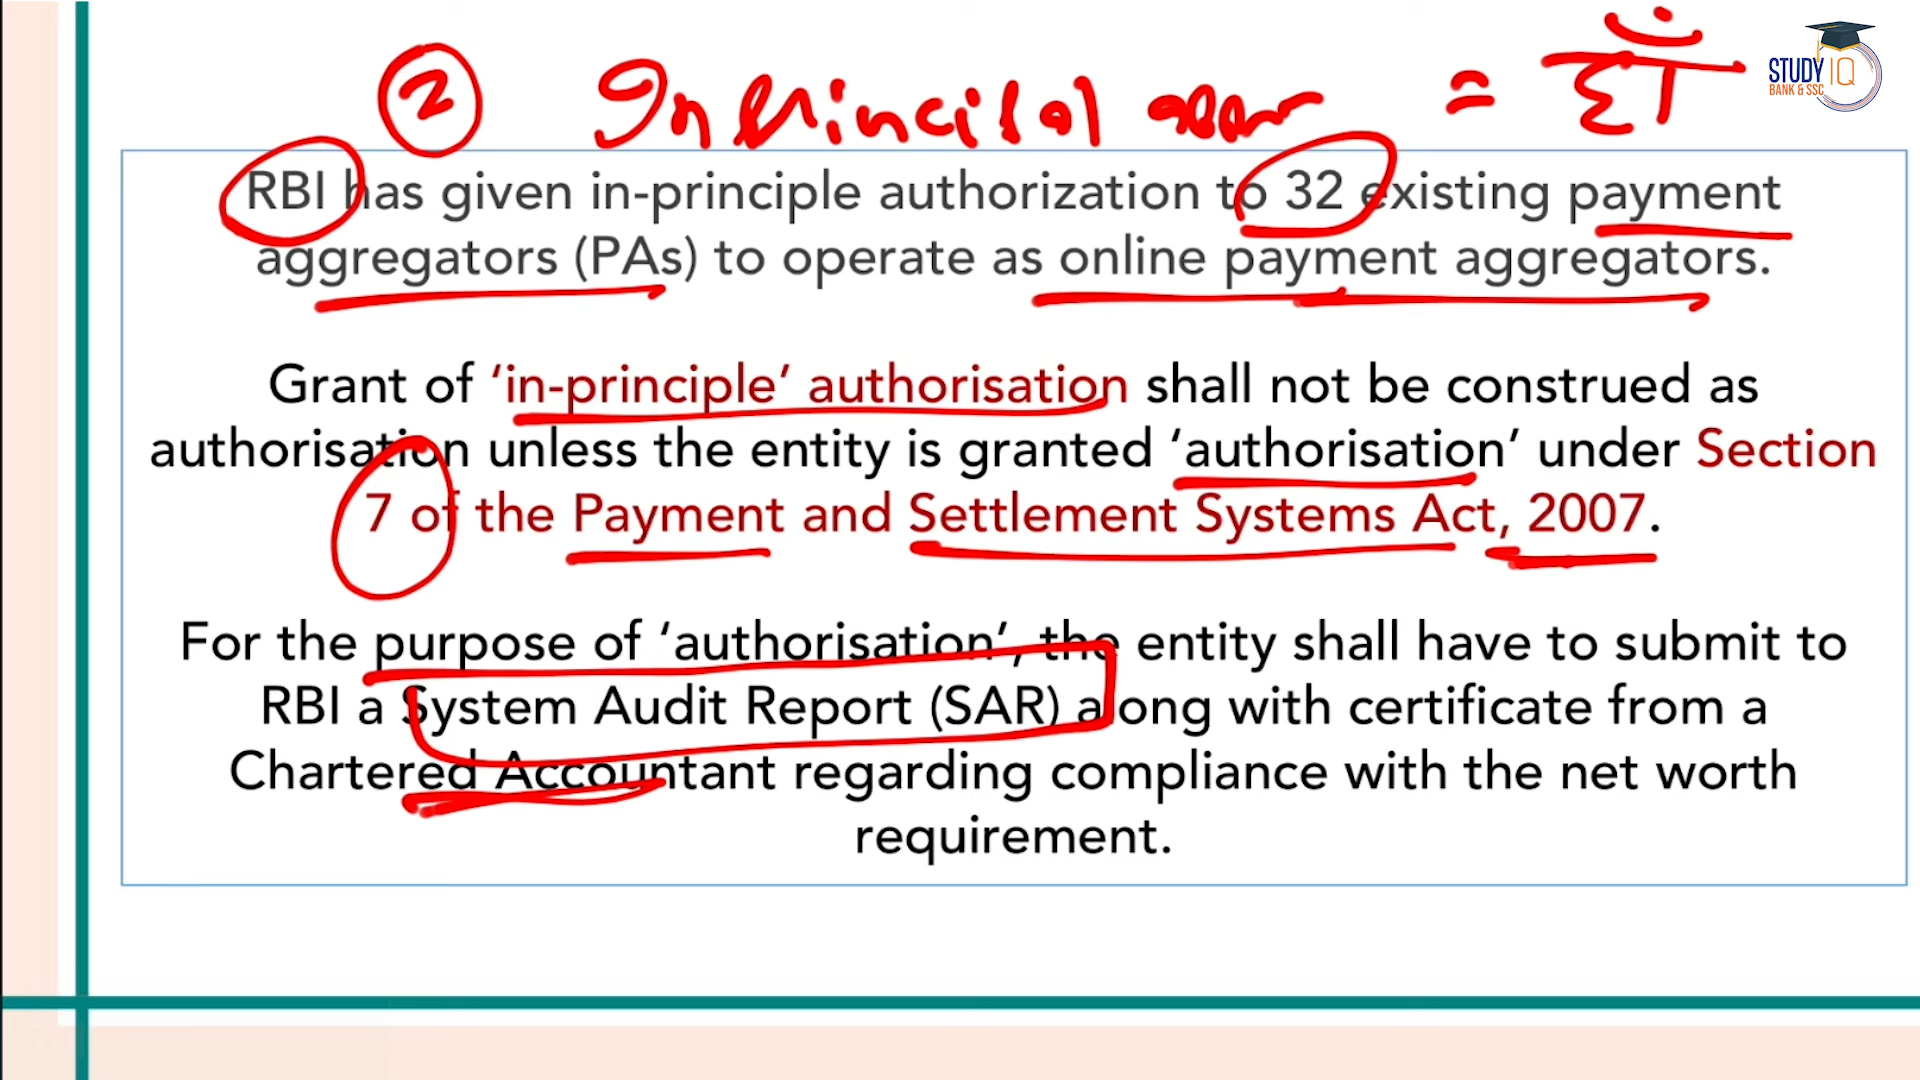 STUDY IQ
BANK & SSC
2 In principal =
RBI has given in-principle authorization to 32 existing payment
aggregators (PAs) to operate as online payment aggregators.
Grant of ‘in-principle’ authorisation shall not be construed as
authorisation unless the entity is granted ‘authorisation’ under Section
7 of the Payment and Settlement Systems Act, 2007.
For the purpose of ‘authorisation’, the entity shall have to submit to
RBI a System Audit Report (SAR) along with certificate from a
Chartered Accountant regarding compliance with the net worth
requirement.